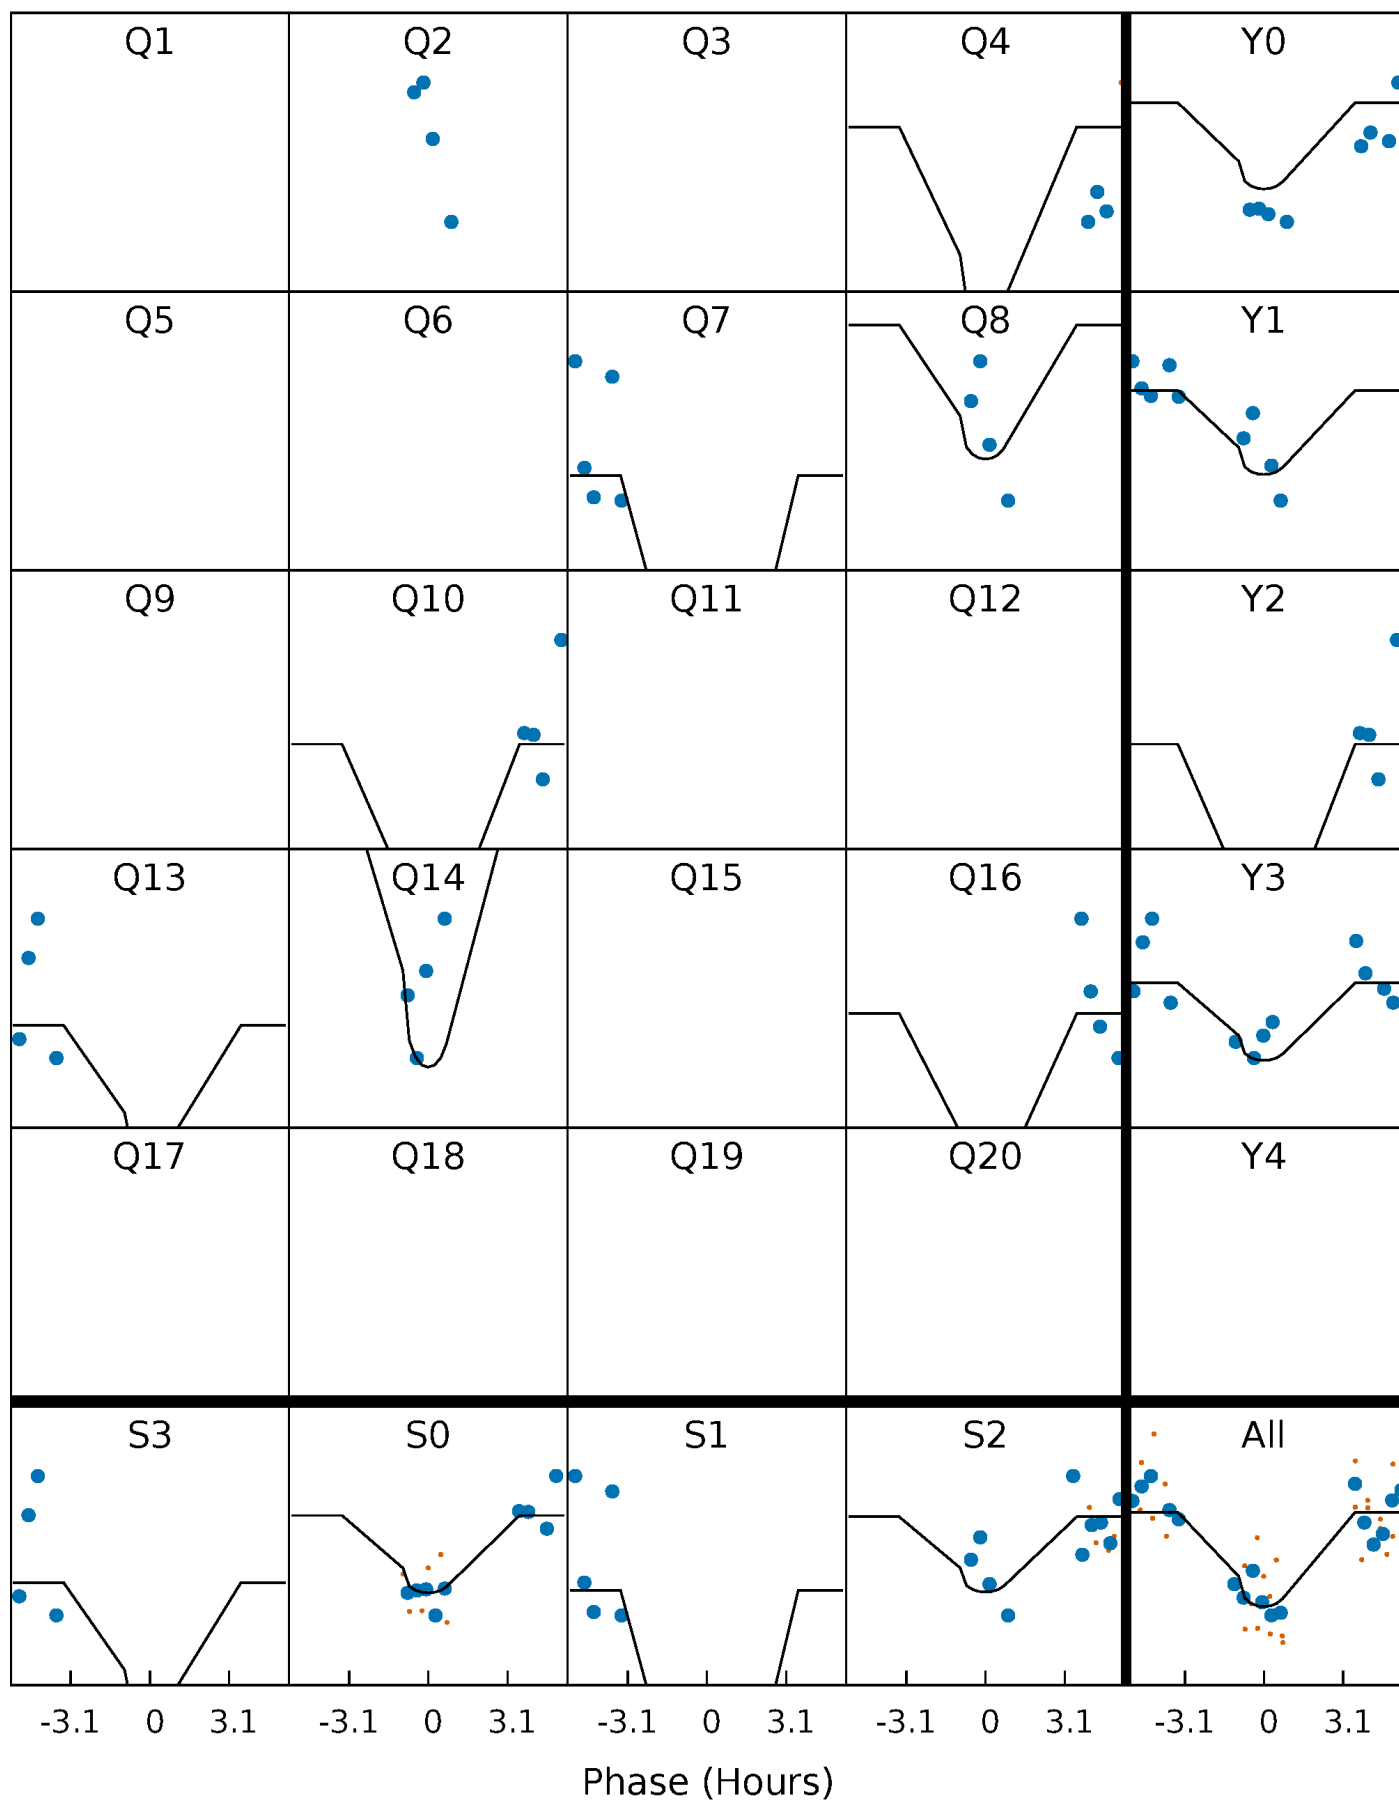 Q1 Q2 Q3 Q4 Y0
Q5 Q6 Q7 Q8 Y1
Q9 Q10 Q11 Q12 Y2
Q13 Q14 Q15 Q16 Y3
Q17 Q18 Q19 Q20 Y4
S3 S0 S1 S2 All
-3.1 0 3.1 -3.1 0 3.1 -3.1 0 3.1 -3.1 0 3.1 -3.1 0 3.1
Phase (Hours)